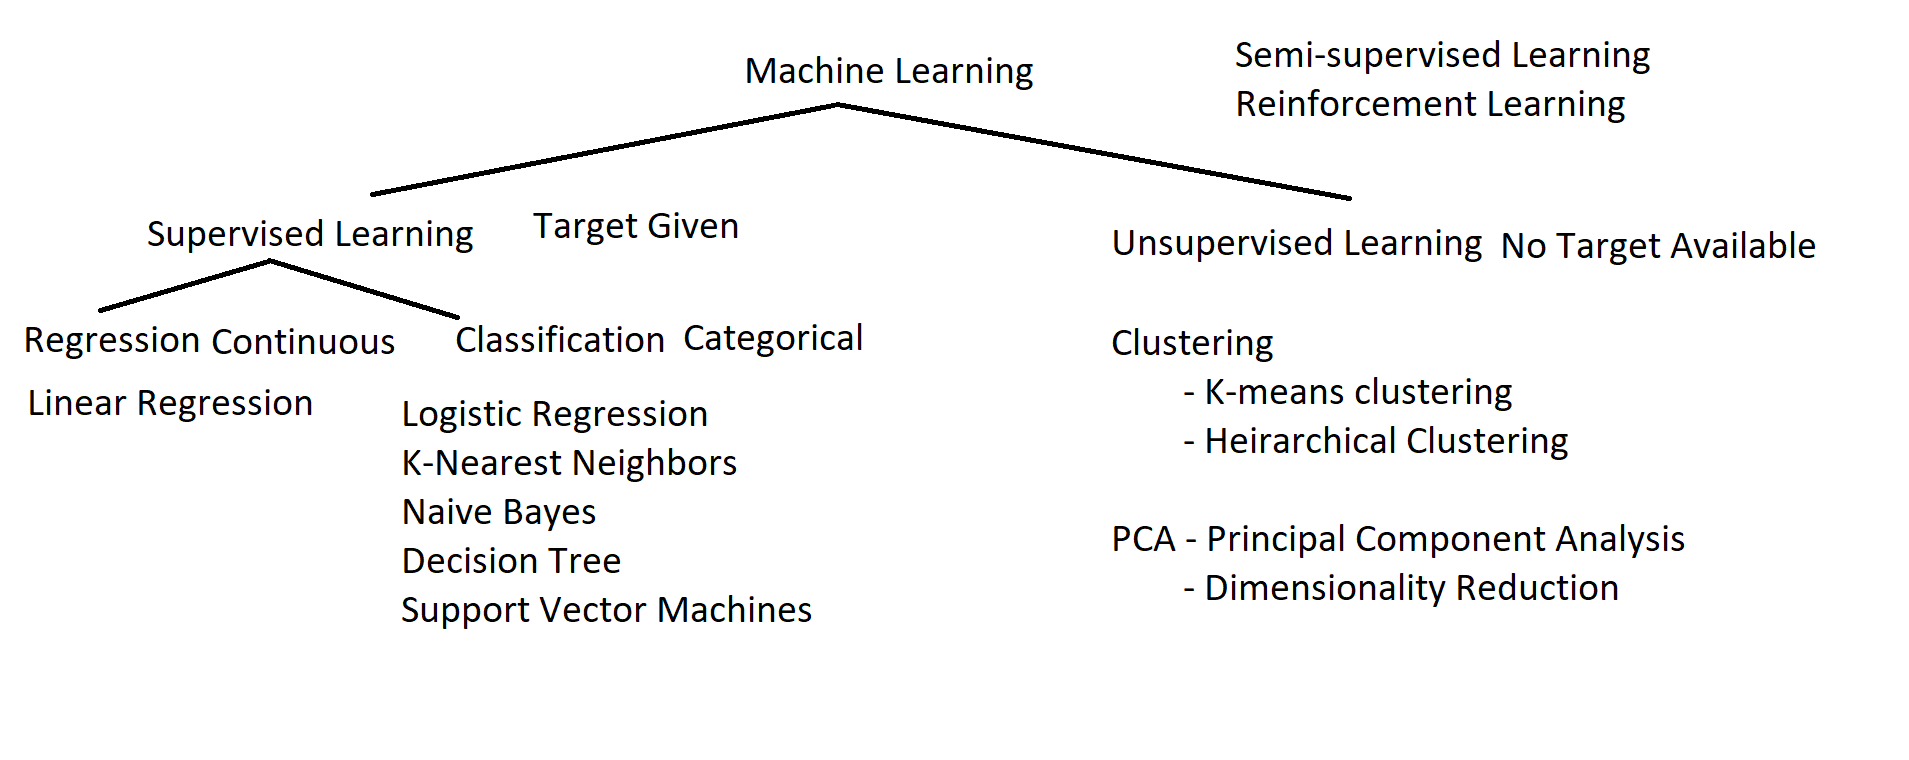 Machine Learning
Semi-supervised Learning
Reinforcement Learning
Supervised Learning
Target Given
Unsupervised Learning
No Target Available
Regression
Continuous
Classification
Categorical
Linear Regression
Logistic Regression
K-Nearest Neighbors
Naive Bayes
Decision Tree
Support Vector Machines
Clustering
- K-means clustering
- Heirarchical Clustering
PCA - Principal Component Analysis
- Dimensionality Reduction